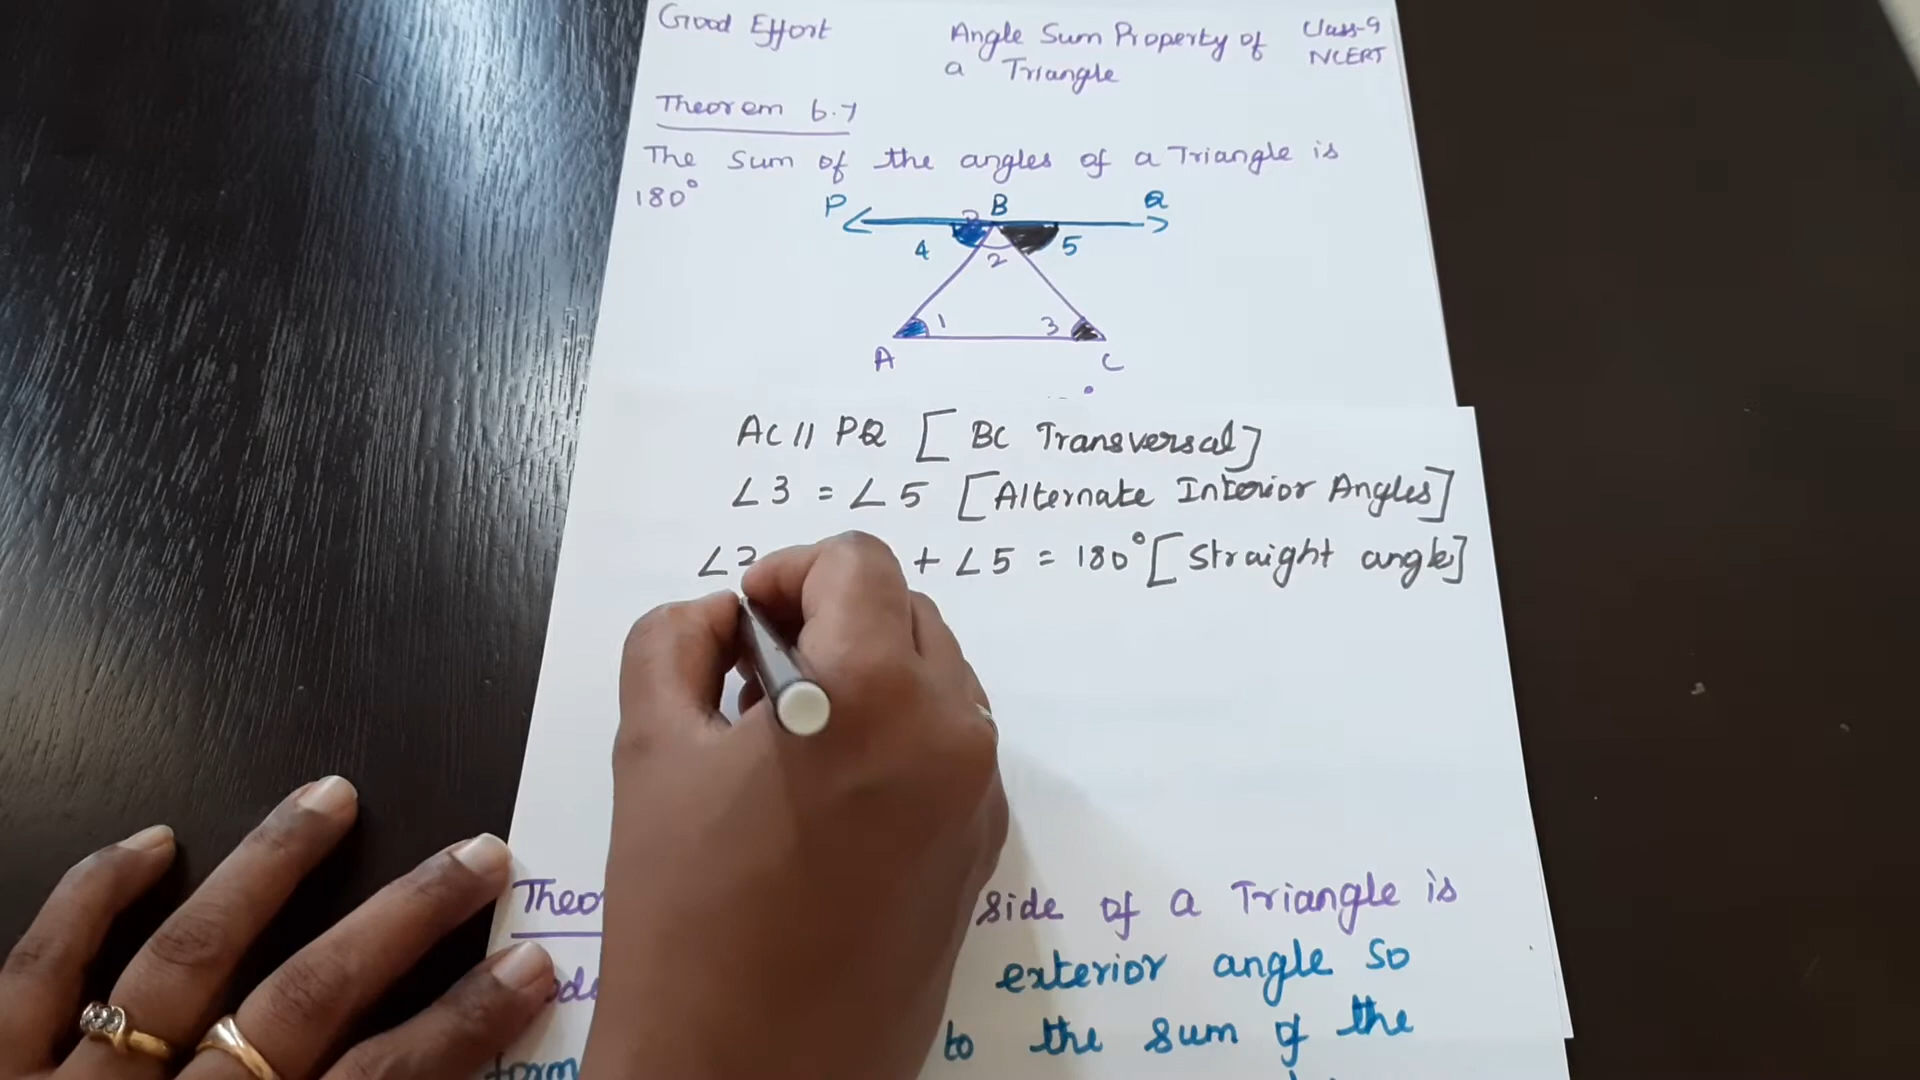 Good Effort
Angle Sum Property of
a Triangle
Class-9
NCERT
Theorem 6.7
The Sum of the angles of a Triangle is
180°
P B Q
4 2 5
1 3
A C
AC // PQ [ BC Transversal]
∠3 = ∠5 [Alternate Interior Angles]
∠2 + ∠5 = 180° [Straight angle]
side of a Triangle is
exterior angle so
to the sum of the